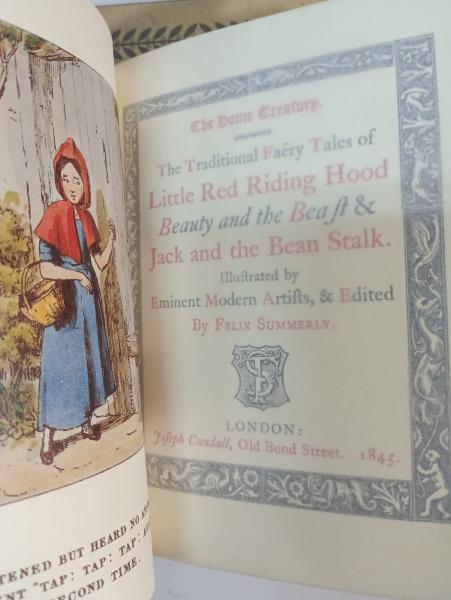 TENED BUT HEARD NO
NT "TAP: TAP: TAP:
SECOND TIME.
The Home Treasury.
The Traditional Faëry Tales of
Little Red Riding Hood
Beauty and the Beaſt &
Jack and the Bean Stalk.
Illuſtrated by
Eminent Modern Artiſts, & Edited
By Felix Summerly.
LONDON:
Joſeph Cundall, Old Bond Street. 1845.